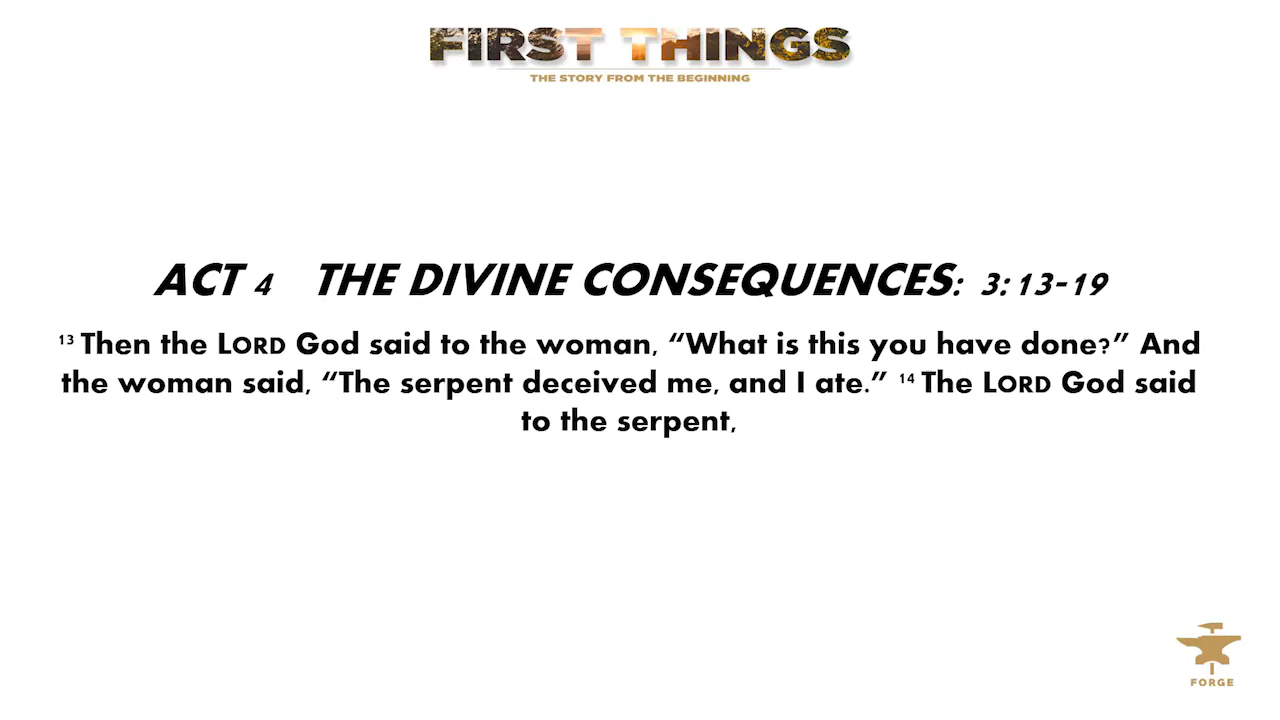 FIRST THINGS
THE STORY FROM THE BEGINNING
ACT 4 THE DIVINE CONSEQUENCES: 3:13-19
13 Then the LORD God said to the woman, “What is this you have done?” And
the woman said, “The serpent deceived me, and I ate.” 14 The LORD God said
to the serpent,
FORGE